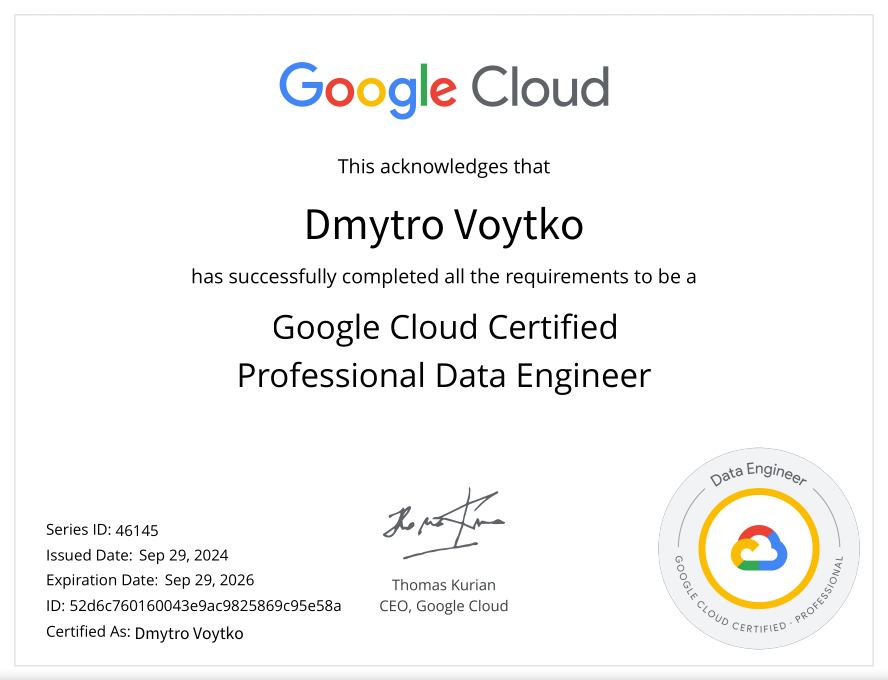 Google Cloud
This acknowledges that
Dmytro Voytko
has successfully completed all the requirements to be a
Google Cloud Certified
Professional Data Engineer
Series ID: 46145
Issued Date: Sep 29, 2024
Expiration Date: Sep 29, 2026
ID: 52d6c760160043e9ac9825869c95e58a
Certified As: Dmytro Voytko
Thomas Kurian
CEO, Google Cloud
Data Engineer
GOOGLE CLOUD CERTIFIED · PROFESSIONAL